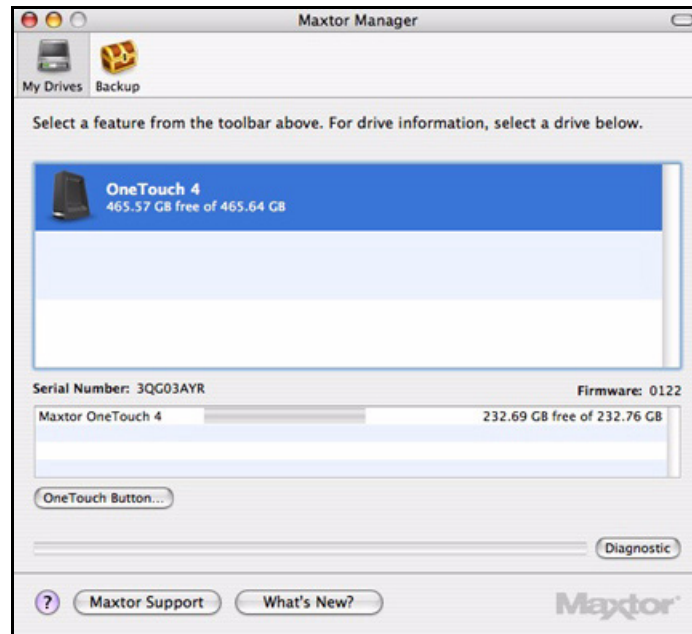 Maxtor Manager
My Drives Backup
Select a feature from the toolbar above. For drive information, select a drive below.
OneTouch 4
465.57 GB free of 465.64 GB
Serial Number: 3QG03AYR Firmware: 0122
Maxtor OneTouch 4 232.69 GB free of 232.76 GB
OneTouch Button...
Diagnostic
? Maxtor Support What's New? Maxtor